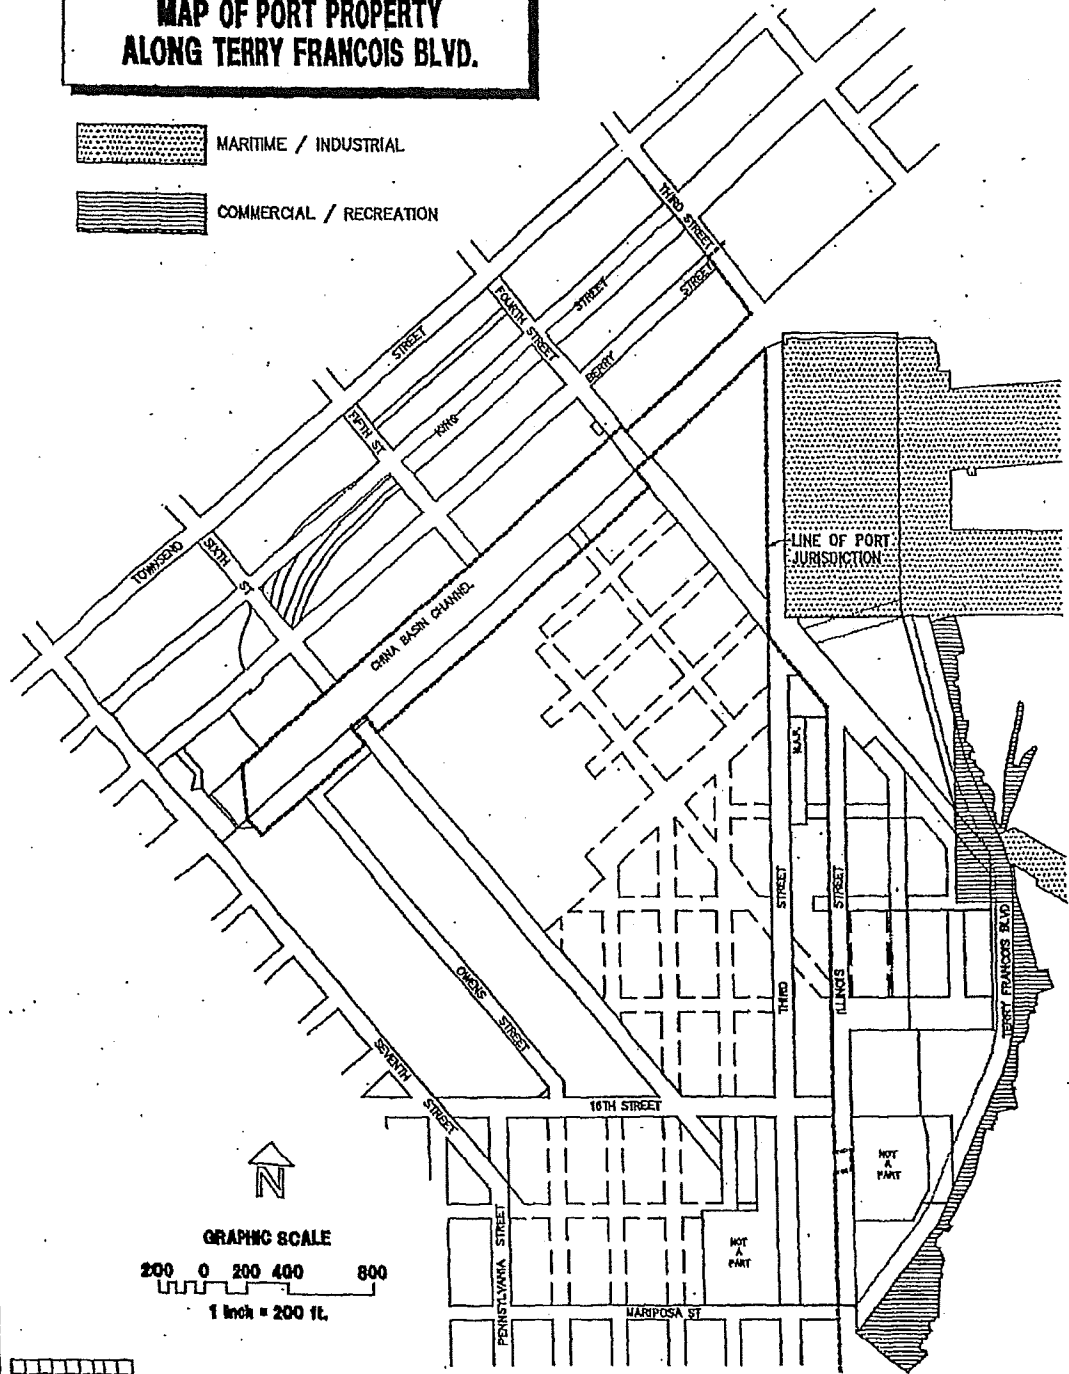 MAP OF PORT PROPERTY
ALONG TERRY FRANCOIS BLVD.
MARITIME / INDUSTRIAL
COMMERCIAL / RECREATION
THIRD STREET
STREET
STREET
FOURTH STREET
STREET
BERRY
FIFTH ST
KING
LINE OF PORT
JURISDICTION
TOWNSEND
SIXTH ST
CHINA BASIN CHANNEL
N.A.P.
STREET
STREET
TERRY FRANCOIS BLVD
OWENS
STREET
THIRD
ILLINOIS
SEVENTH
STREET
16TH STREET
NOT
A
PART
N
GRAPHIC SCALE
200 0 200 400 800
1 inch = 200 ft.
PENNSYLVANIA STREET
NOT
A
PART
MARIPOSA ST